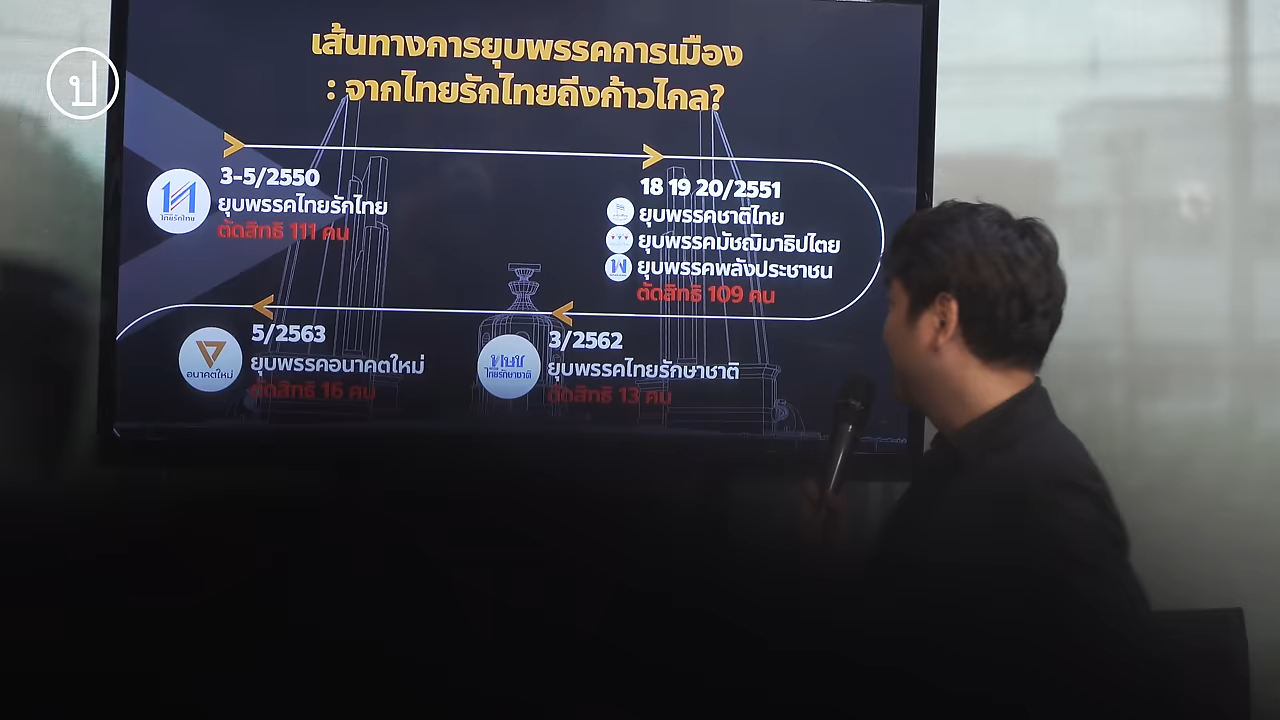 ป
เส้นทางการยุบพรรคการเมือง
: จากไทยรักไทยถึงก้าวไกล?
3-5/2550
ยุบพรรคไทยรักไทย
ตัดสิทธิ 111 คน
ไทยรักไทย
18 19 20/2551
ยุบพรรคชาติไทย
ยุบพรรคมัชฌิมาธิปไตย
ยุบพรรคพลังประชาชน
ตัดสิทธิ 109 คน
5/2563
ยุบพรรคอนาคตใหม่
ตัดสิทธิ 16 คน
อนาคตใหม่
3/2562
ยุบพรรคไทยรักษาชาติ
ตัดสิทธิ 13 คน
ทษช
ไทยรักษาชาติ